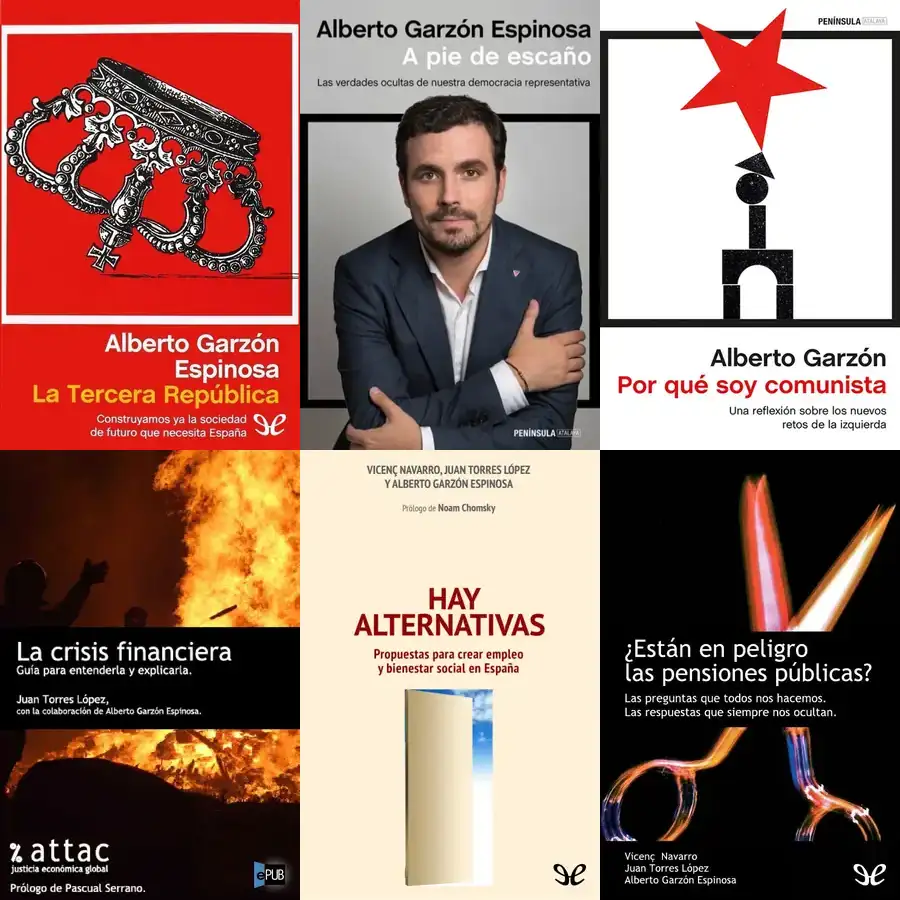 Alberto Garzón
Espinosa
La Tercera República
Construyamos ya la sociedad
de futuro que necesita España
Alberto Garzón Espinosa
A pie de escaño
Las verdades ocultas de nuestra democracia representativa
PENÍNSULA ATALAYA
PENÍNSULA ATALAYA
Alberto Garzón
Por qué soy comunista
Una reflexión sobre los nuevos
retos de la izquierda
La crisis financiera
Guía para entenderla y explicarla.
Juan Torres López,
con la colaboración de Alberto Garzón Espinosa.
attac
justicia económica global
Prólogo de Pascual Serrano.
ePUB
VICENÇ NAVARRO, JUAN TORRES LÓPEZ
Y ALBERTO GARZÓN ESPINOSA
Prólogo de Noam Chomsky
HAY
ALTERNATIVAS
Propuestas para crear empleo
y bienestar social en España
¿Están en peligro
las pensiones públicas?
Las preguntas que todos nos hacemos.
Las respuestas que siempre nos ocultan.
Vicenç Navarro
Juan Torres López
Alberto Garzón Espinosa